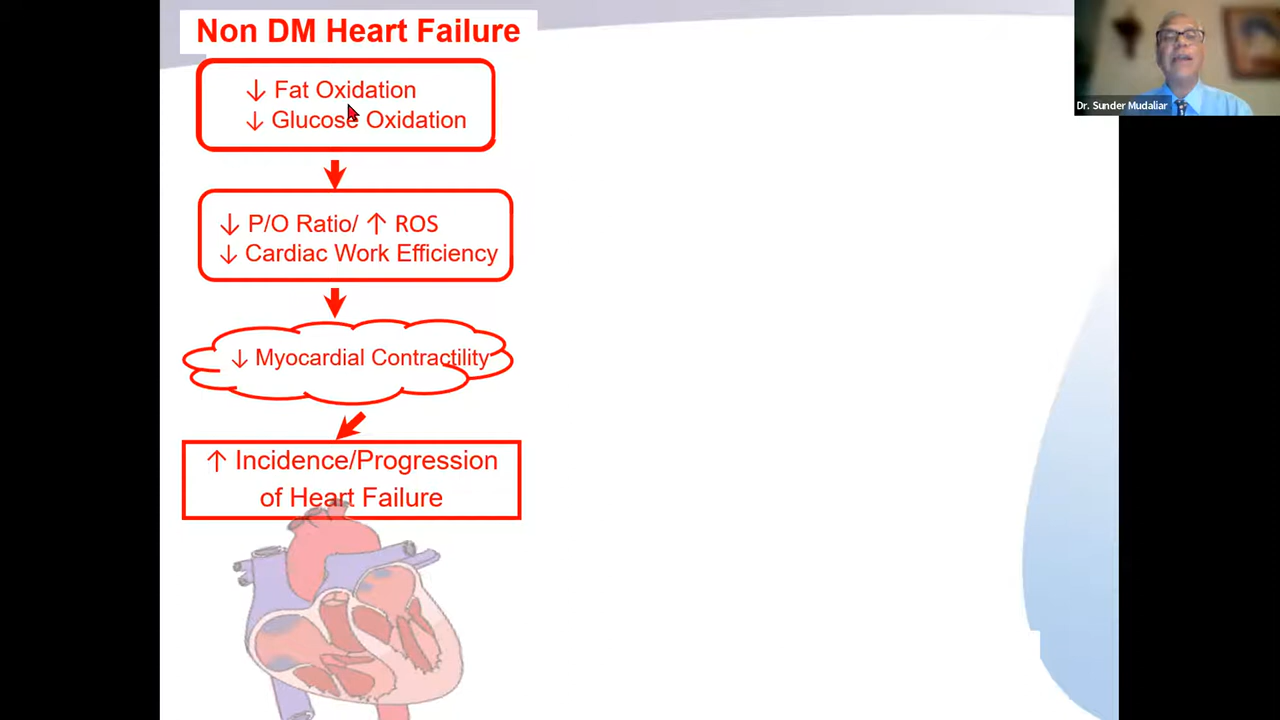 Non DM Heart Failure
↓ Fat Oxidation
↓ Glucose Oxidation
↓ P/O Ratio/ ↑ ROS
↓ Cardiac Work Efficiency
↓ Myocardial Contractility
↑ Incidence/Progression
of Heart Failure
Dr. Sunder Mudaliar